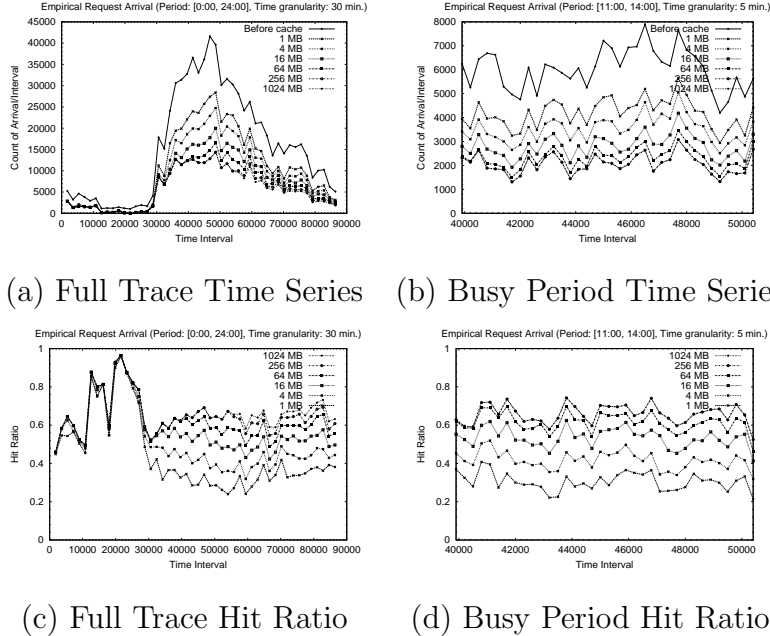 Empirical Request Arrival (Period: [0:00, 24:00], Time granularity: 30 min.)
45000
40000
35000
30000
25000
20000
15000
10000
5000
0
Count of Arrival/Interval
Before cache
1 MB
4 MB
16 MB
64 MB
256 MB
1024 MB
0 10000 20000 30000 40000 50000 60000 70000 80000 90000
Time Interval
(a) Full Trace Time Series
Empirical Request Arrival (Period: [11:00, 14:00], Time granularity: 5 min.)
8000
7000
6000
5000
4000
3000
2000
1000
0
Count of Arrival/Interval
Before cache
1 MB
4 MB
16 MB
64 MB
256 MB
1024 MB
40000 42000 44000 46000 48000 50000
Time Interval
(b) Busy Period Time Serie
Empirical Request Arrival (Period: [0:00, 24:00], Time granularity: 30 min.)
1
0.8
0.6
0.4
0.2
0
Hit Ratio
1024 MB
256 MB
64 MB
16 MB
4 MB
1 MB
0 10000 20000 30000 40000 50000 60000 70000 80000 90000
Time Interval
(c) Full Trace Hit Ratio
Empirical Request Arrival (Period: [11:00, 14:00], Time granularity: 5 min.)
1
0.8
0.6
0.4
0.2
0
Hit Ratio
1024 MB
256 MB
64 MB
16 MB
4 MB
1 MB
40000 42000 44000 46000 48000 50000
Time Interval
(d) Busy Period Hit Ratio